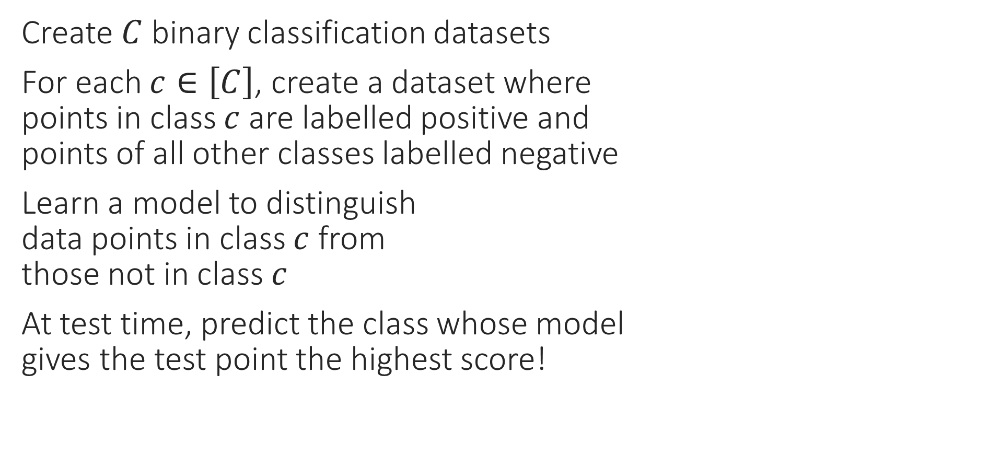 Create 𝐶 binary classification datasets
For each 𝑐 ∈ [𝐶], create a dataset where
points in class 𝑐 are labelled positive and
points of all other classes labelled negative
Learn a model to distinguish
data points in class 𝑐 from
those not in class 𝑐
At test time, predict the class whose model
gives the test point the highest score!